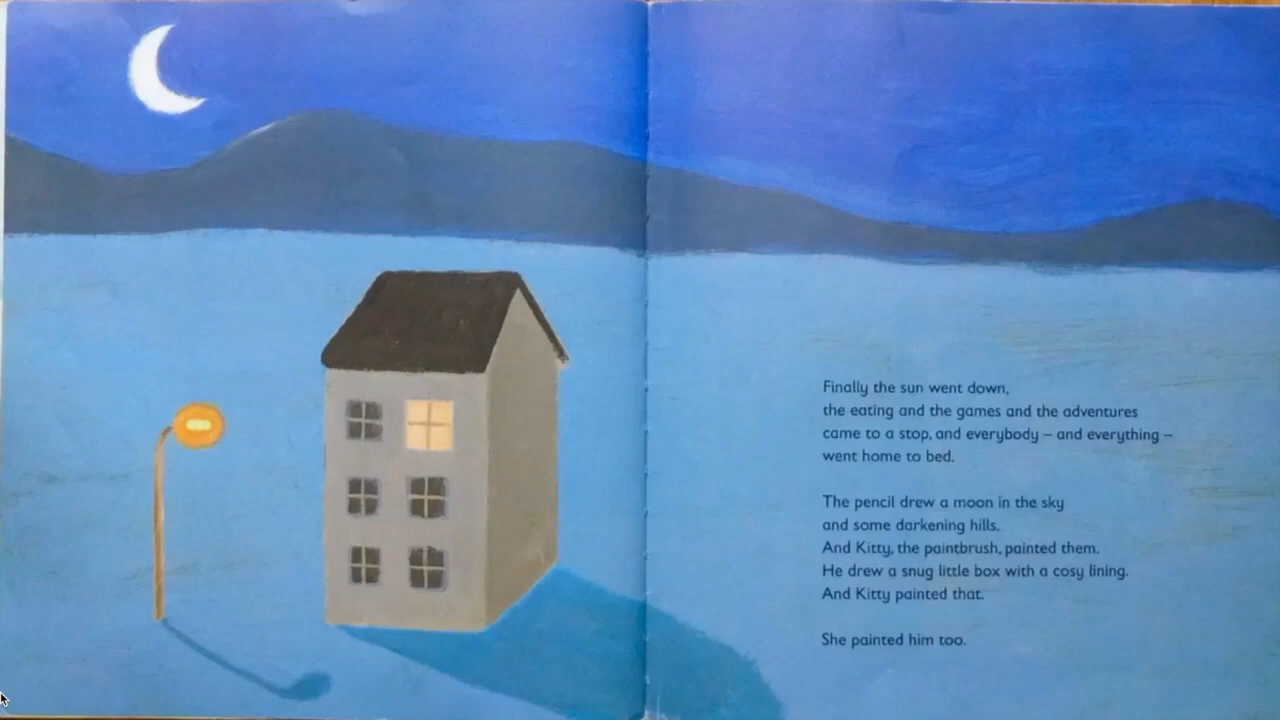 Finally the sun went down,
the eating and the games and the adventures
came to a stop, and everybody – and everything –
went home to bed.
The pencil drew a moon in the sky
and some darkening hills.
And Kitty, the paintbrush, painted them.
He drew a snug little box with a cosy lining.
And Kitty painted that.
She painted him too.